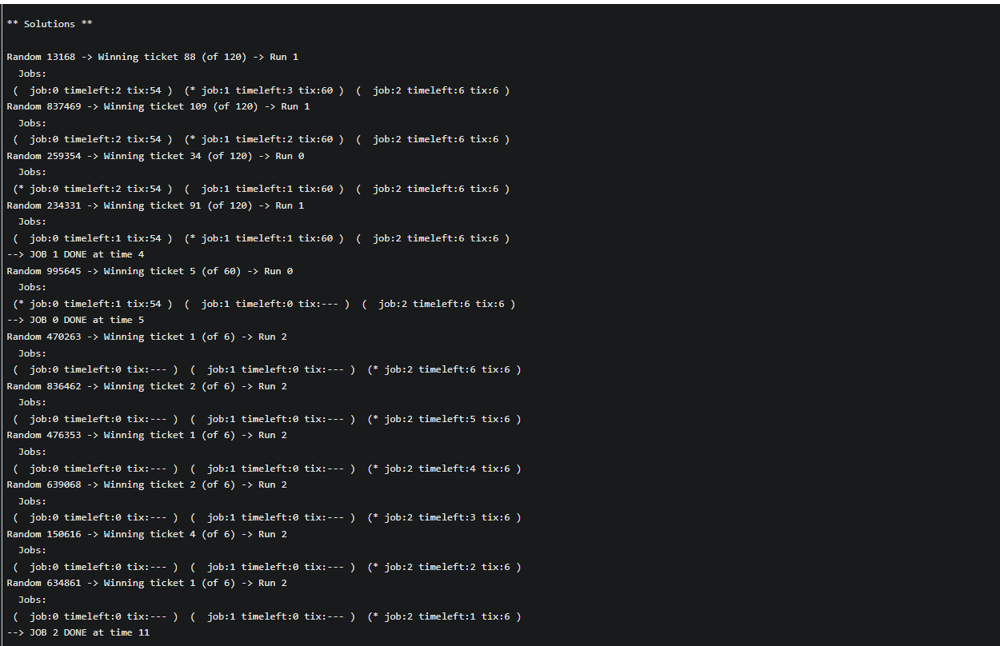 ** Solutions **
Random 13168 -> Winning ticket 88 (of 120) -> Run 1
  Jobs:
 (  job:0 timeleft:2 tix:54 )  (* job:1 timeleft:3 tix:60 )  (  job:2 timeleft:6 tix:6 )
Random 837469 -> Winning ticket 109 (of 120) -> Run 1
  Jobs:
 (  job:0 timeleft:2 tix:54 )  (* job:1 timeleft:2 tix:60 )  (  job:2 timeleft:6 tix:6 )
Random 259354 -> Winning ticket 34 (of 120) -> Run 0
  Jobs:
 (* job:0 timeleft:2 tix:54 )  (  job:1 timeleft:1 tix:60 )  (  job:2 timeleft:6 tix:6 )
Random 234331 -> Winning ticket 91 (of 120) -> Run 1
  Jobs:
 (  job:0 timeleft:1 tix:54 )  (* job:1 timeleft:1 tix:60 )  (  job:2 timeleft:6 tix:6 )
--> JOB 1 DONE at time 4
Random 995645 -> Winning ticket 5 (of 60) -> Run 0
  Jobs:
 (* job:0 timeleft:1 tix:54 )  (  job:1 timeleft:0 tix:--- )  (  job:2 timeleft:6 tix:6 )
--> JOB 0 DONE at time 5
Random 470263 -> Winning ticket 1 (of 6) -> Run 2
  Jobs:
 (  job:0 timeleft:0 tix:--- )  (  job:1 timeleft:0 tix:--- )  (* job:2 timeleft:6 tix:6 )
Random 836462 -> Winning ticket 2 (of 6) -> Run 2
  Jobs:
 (  job:0 timeleft:0 tix:--- )  (  job:1 timeleft:0 tix:--- )  (* job:2 timeleft:5 tix:6 )
Random 476353 -> Winning ticket 1 (of 6) -> Run 2
  Jobs:
 (  job:0 timeleft:0 tix:--- )  (  job:1 timeleft:0 tix:--- )  (* job:2 timeleft:4 tix:6 )
Random 639068 -> Winning ticket 2 (of 6) -> Run 2
  Jobs:
 (  job:0 timeleft:0 tix:--- )  (  job:1 timeleft:0 tix:--- )  (* job:2 timeleft:3 tix:6 )
Random 150616 -> Winning ticket 4 (of 6) -> Run 2
  Jobs:
 (  job:0 timeleft:0 tix:--- )  (  job:1 timeleft:0 tix:--- )  (* job:2 timeleft:2 tix:6 )
Random 634861 -> Winning ticket 1 (of 6) -> Run 2
  Jobs:
 (  job:0 timeleft:0 tix:--- )  (  job:1 timeleft:0 tix:--- )  (* job:2 timeleft:1 tix:6 )
--> JOB 2 DONE at time 11